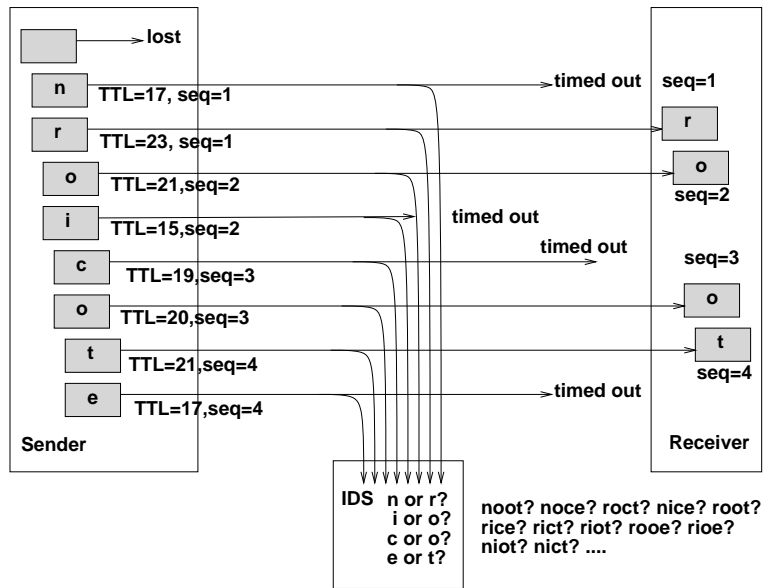 lost
n
TTL=17, seq=1
timed out
seq=1
r
TTL=23, seq=1
r
o
TTL=21,seq=2
o
seq=2
i
TTL=15,seq=2
timed out
c
TTL=19,seq=3
timed out
seq=3
o
TTL=20,seq=3
o
t
TTL=21,seq=4
t
seq=4
e
TTL=17,seq=4
timed out
Sender
Receiver
IDS n or r?
i or o?
c or o?
e or t?
noot? noce? roct? nice? root?
rice? rict? riot? rooe? rioe?
niot? nict? ....